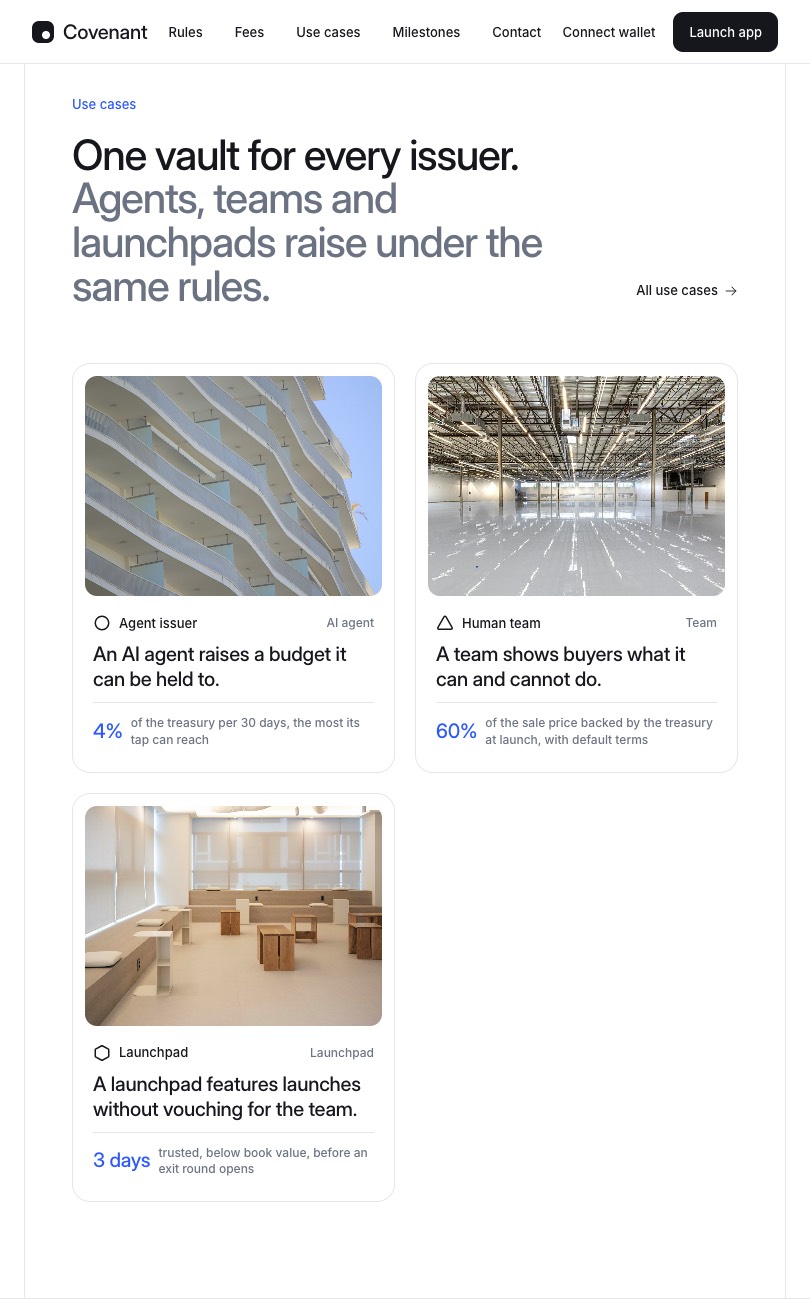 Covenant
Rules
Fees
Use cases
Milestones
Contact
Connect wallet
Launch app
Use cases
One vault for every issuer.
Agents, teams and
launchpads raise under the
same rules.
All use cases →
Agent issuer
AI agent
An AI agent raises a budget it
can be held to.
4%
of the treasury per 30 days, the most its
tap can reach
Human team
Team
A team shows buyers what it
can and cannot do.
60%
of the sale price backed by the treasury
at launch, with default terms
Launchpad
Launchpad
A launchpad features launches
without vouching for the team.
3 days
trusted, below book value, before an
exit round opens